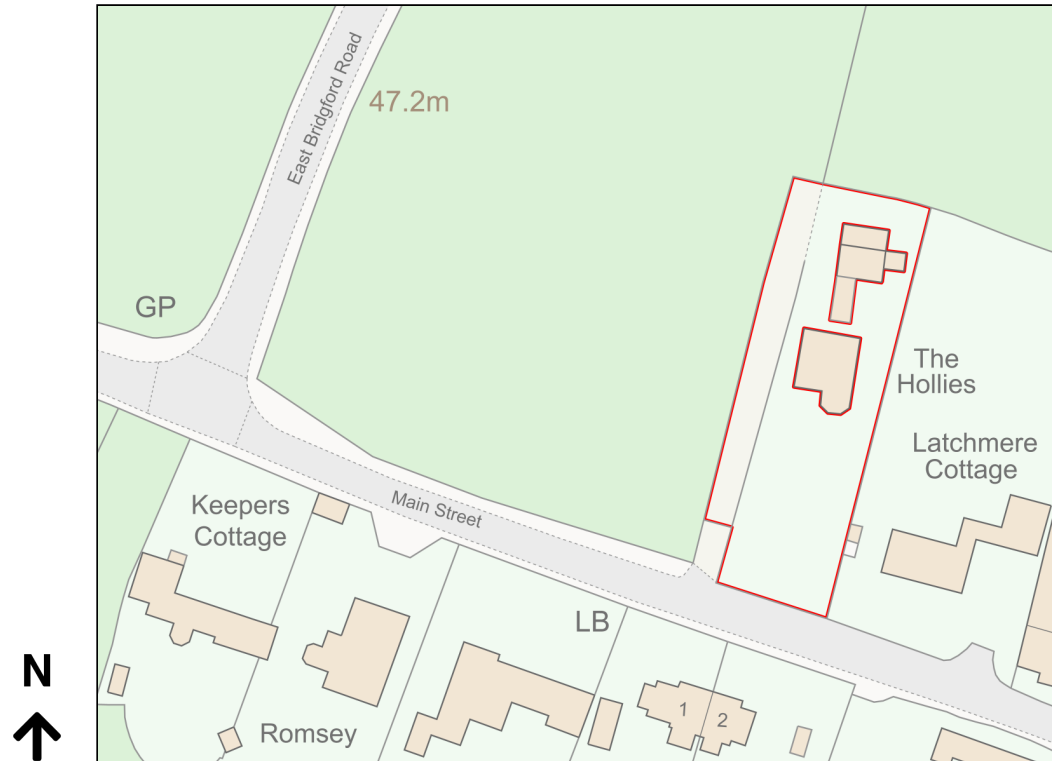 East Bridgford Road
47.2m
GP
The
Hollies
Latchmere
Cottage
Keepers
Cottage
Main Street
LB
1
2
Romsey
N